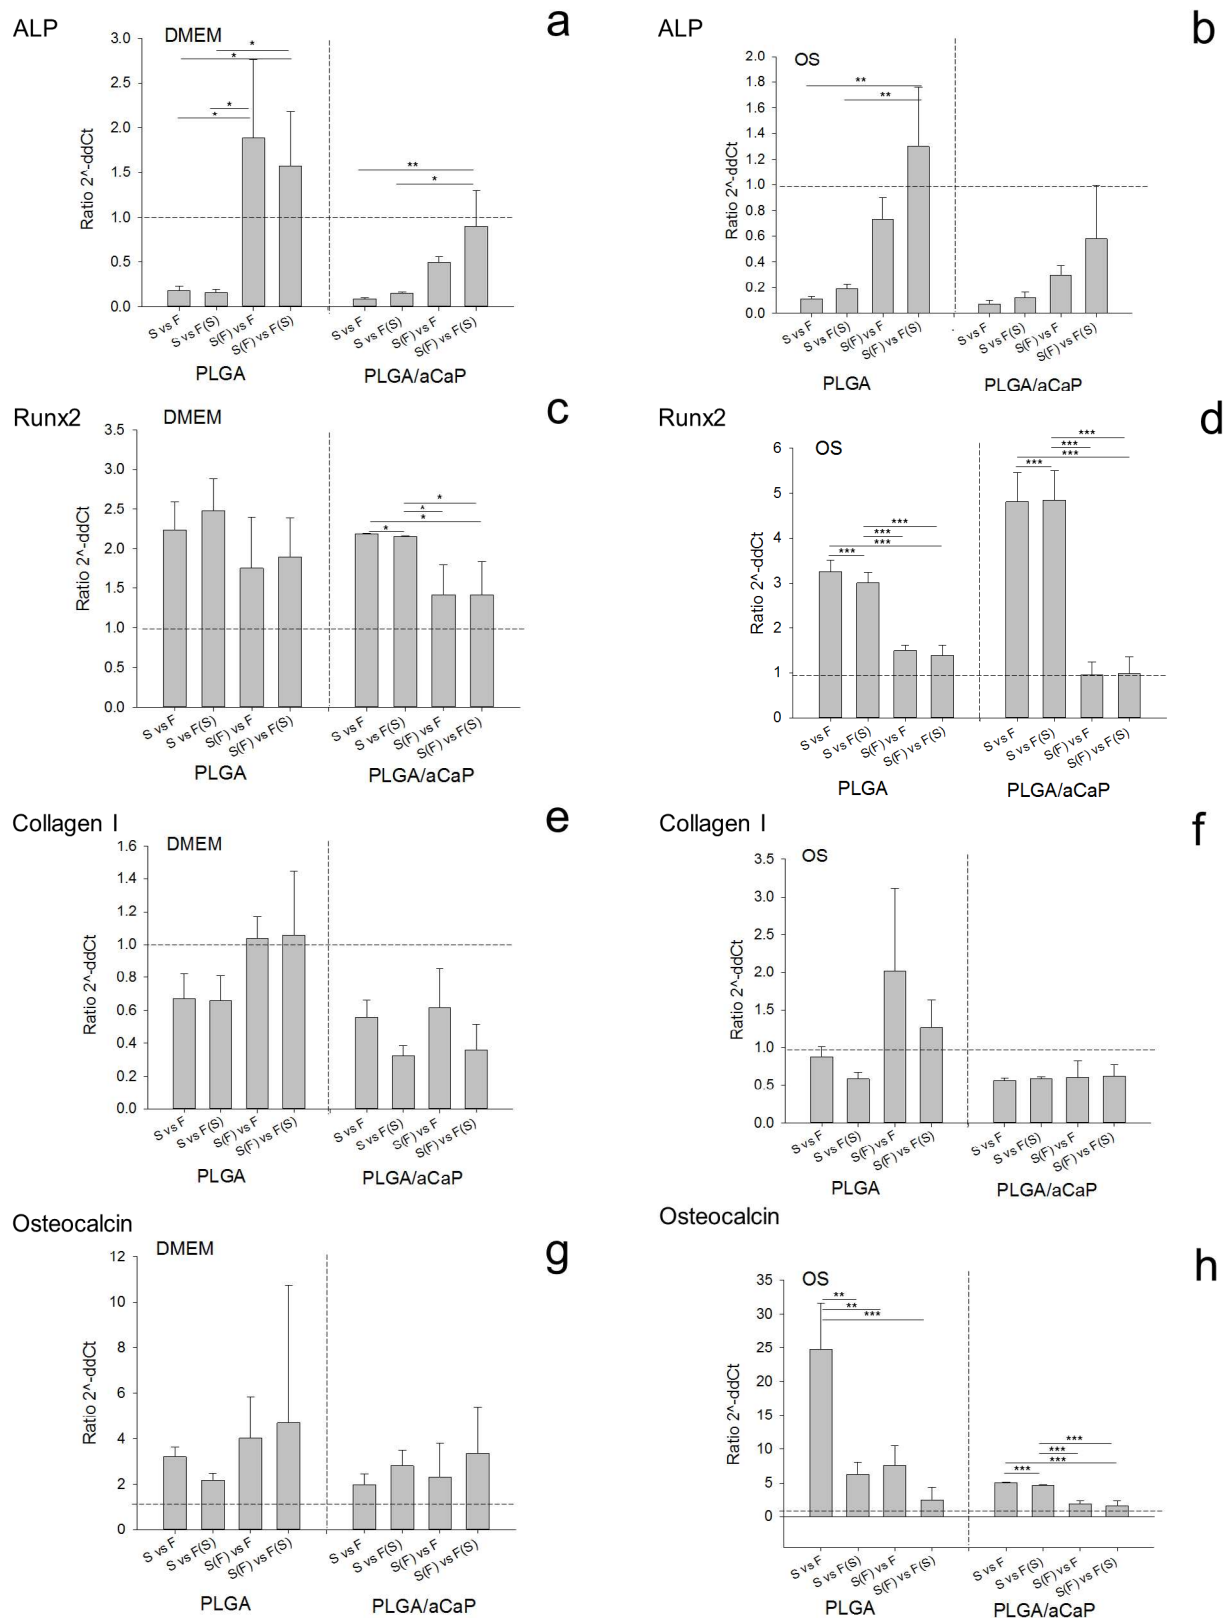 ALP
a
DMEM
3.0
2.5
2.0
1.5
1.0
0.5
0.0
Ratio 2^-ddCt
*
*
*
*
**
*
S vs F
S vs F(S)
S(F) vs F
S(F) vs F(S)
S vs F
S vs F(S)
S(F) vs F
S(F) vs F(S)
PLGA
PLGA/aCaP
ALP
b
OS
2.0
1.8
1.6
1.4
1.2
1.0
0.8
0.6
0.4
0.2
0.0
Ratio 2^-ddCt
**
**
S vs F
S vs F(S)
S(F) vs F
S(F) vs F(S)
S vs F
S vs F(S)
S(F) vs F
S(F) vs F(S)
PLGA
PLGA/aCaP
Runx2
c
DMEM
3.5
3.0
2.5
2.0
1.5
1.0
0.5
0.0
Ratio 2^-ddCt
*
*
*
*
S vs F
S vs F(S)
S(F) vs F
S(F) vs F(S)
S vs F
S vs F(S)
S(F) vs F
S(F) vs F(S)
PLGA
PLGA/aCaP
Runx2
d
OS
6
5
4
3
2
1
0
Ratio 2^-ddCt
***
***
***
***
***
***
***
***
S vs F
S vs F(S)
S(F) vs F
S(F) vs F(S)
S vs F
S vs F(S)
S(F) vs F
S(F) vs F(S)
PLGA
PLGA/aCaP
Collagen I
e
DMEM
1.6
1.4
1.2
1.0
0.8
0.6
0.4
0.2
0.0
Ratio 2^-ddCt
S vs F
S vs F(S)
S(F) vs F
S(F) vs F(S)
S vs F
S vs F(S)
S(F) vs F
S(F) vs F(S)
PLGA
PLGA/aCaP
Collagen I
f
OS
3.5
3.0
2.5
2.0
1.5
1.0
0.5
0.0
Ratio 2^-ddCt
S vs F
S vs F(S)
S(F) vs F
S(F) vs F(S)
S vs F
S vs F(S)
S(F) vs F
S(F) vs F(S)
PLGA
PLGA/aCaP
Osteocalcin
g
DMEM
12
10
8
6
4
2
0
Ratio 2^-ddCt
S vs F
S vs F(S)
S(F) vs F
S(F) vs F(S)
S vs F
S vs F(S)
S(F) vs F
S(F) vs F(S)
PLGA
PLGA/aCaP
Osteocalcin
h
OS
35
30
25
20
15
10
5
0
Ratio 2^-ddCt
**
**
***
***
***
***
***
S vs F
S vs F(S)
S(F) vs F
S(F) vs F(S)
S vs F
S vs F(S)
S(F) vs F
S(F) vs F(S)
PLGA
PLGA/aCaP